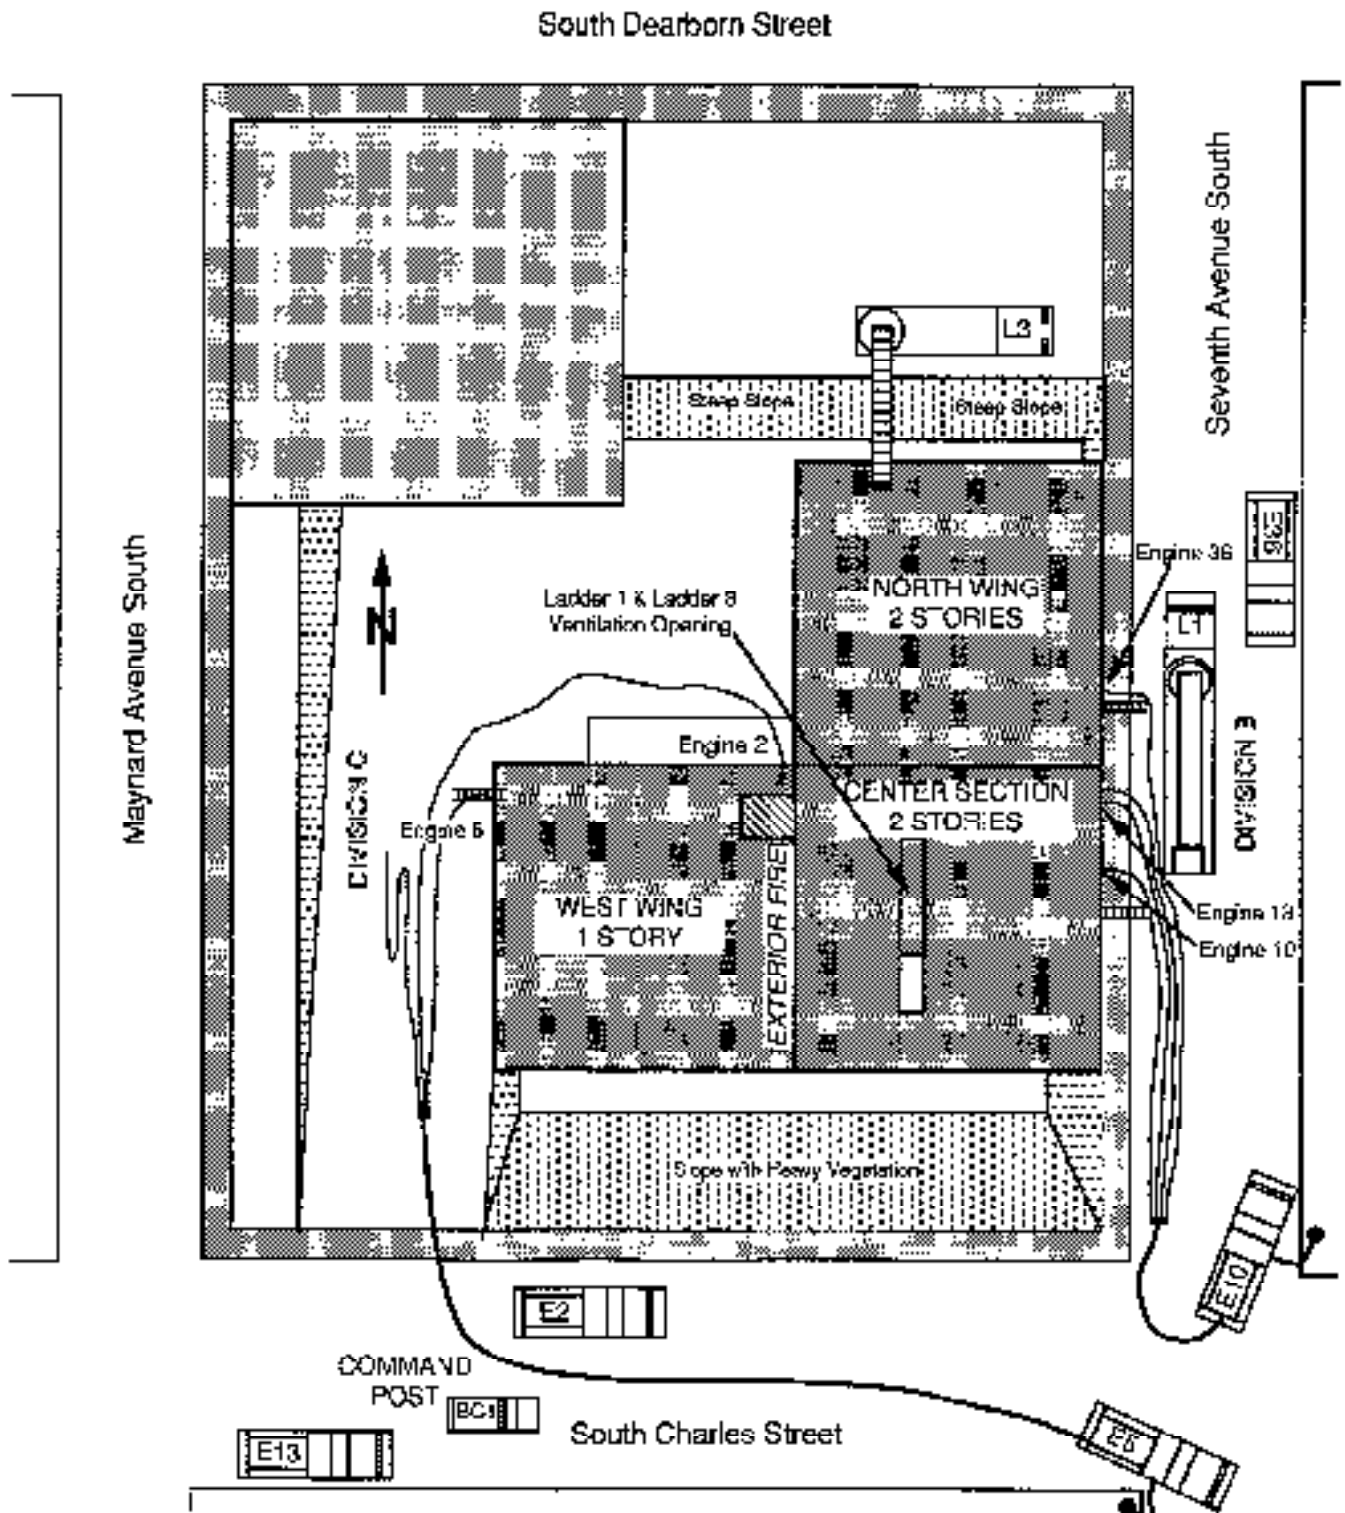 South Dearborn Street
Seventh Avenue South
L3
Steep Slope
Steep Slope
E36
Engine 36
Maynard Avenue South
N
NORTH WING
2 STORIES
Ladder 1 & Ladder 8
Ventilation Opening
L1
DIVISION C
Engine 2
DIVISION B
CENTER SECTION
2 STORIES
Engine 5
WEST WING
1 STORY
EXTERIOR FIRE
Engine 13
Engine 10
Slope with Heavy Vegetation
E10
E2
COMMAND
POST
BC1
South Charles Street
E5
E13